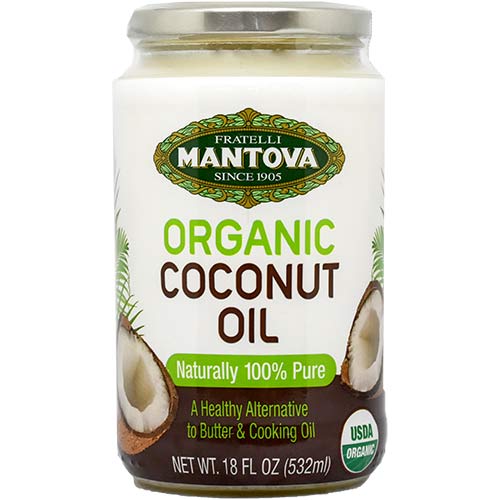 FRATELLI
MANTOVA
SINCE 1905
ORGANIC
COCONUT
OIL
Naturally 100% Pure
A Healthy Alternative
to Butter & Cooking Oil
USDA
ORGANIC
NET WT. 18 FL OZ (532ml)